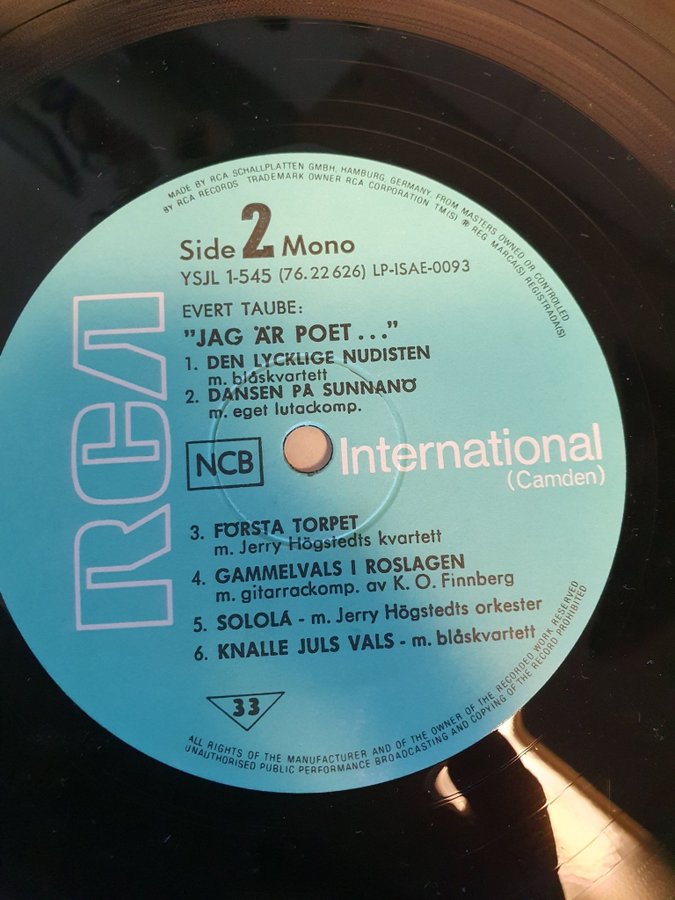 MADE BY RCA SCHALLPLATTEN GMBH, HAMBURG, GERMANY, FROM MASTERS OWNED OR CONTROLLED
BY RCA RECORDS TRADEMARK OWNER RCA CORPORATION TM(S) ® REG MARCA(S) REGISTRADA(S)
Side 2 Mono
YSJL 1-545 (76.22626) LP-ISAE-0093
EVERT TAUBE:
"JAG ÄR POET..."
1. DEN LYCKLIGE NUDISTEN
m. blåskvartett
2. DANSEN PÅ SUNNANÖ
m. eget lutackomp.
RCA
NCB
International
(Camden)
3. FÖRSTA TORPET
m. Jerry Högstedts kvartett
4. GAMMELVALS I ROSLAGEN
m. gitarrackomp. av K. O. Finnberg
5. SOLOLÁ - m. Jerry Högstedts orkester
6. KNALLE JULS VALS - m. blåskvartett
33
ALL RIGHTS OF THE MANUFACTURER AND OF THE OWNER OF THE RECORDED WORK RESERVED
UNAUTHORISED PUBLIC PERFORMANCE BROADCASTING AND COPYING OF THE RECORD PROHIBITED